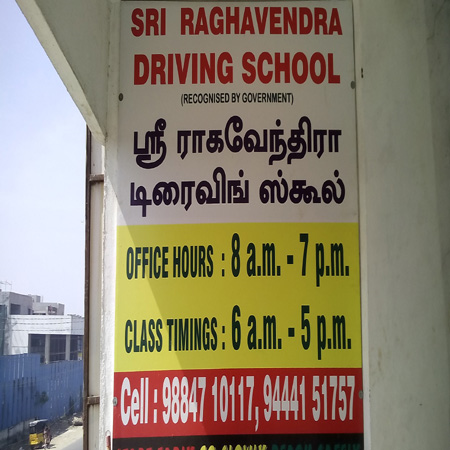 SRI RAGHAVENDRA
DRIVING SCHOOL
(RECOGNISED BY GOVERNMENT)
ஸ்ரீ ராகவேந்திரா
டிரைவிங் ஸ்கூல்
OFFICE HOURS : 8 a.m. - 7 p.m.
CLASS TIMINGS : 6 a.m. - 5 p.m.
Cell : 98847 10117, 94441 51757